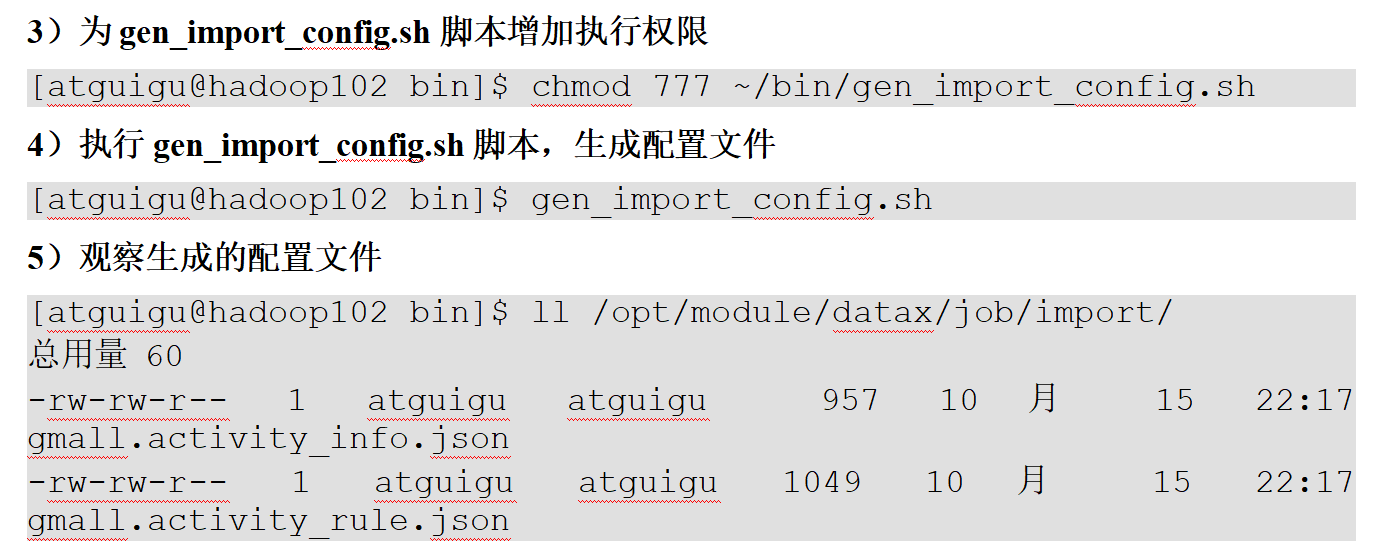 3）为 gen_import_config.sh 脚本增加执行权限
[atguigu@hadoop102 bin]$ chmod 777 ~/bin/gen_import_config.sh
4）执行 gen_import_config.sh 脚本，生成配置文件
[atguigu@hadoop102 bin]$ gen_import_config.sh
5）观察生成的配置文件
[atguigu@hadoop102 bin]$ ll /opt/module/datax/job/import/
总用量 60
-rw-rw-r-- 1 atguigu atguigu 957 10 月 15 22:17
gmall.activity_info.json
-rw-rw-r-- 1 atguigu atguigu 1049 10 月 15 22:17
gmall.activity_rule.json